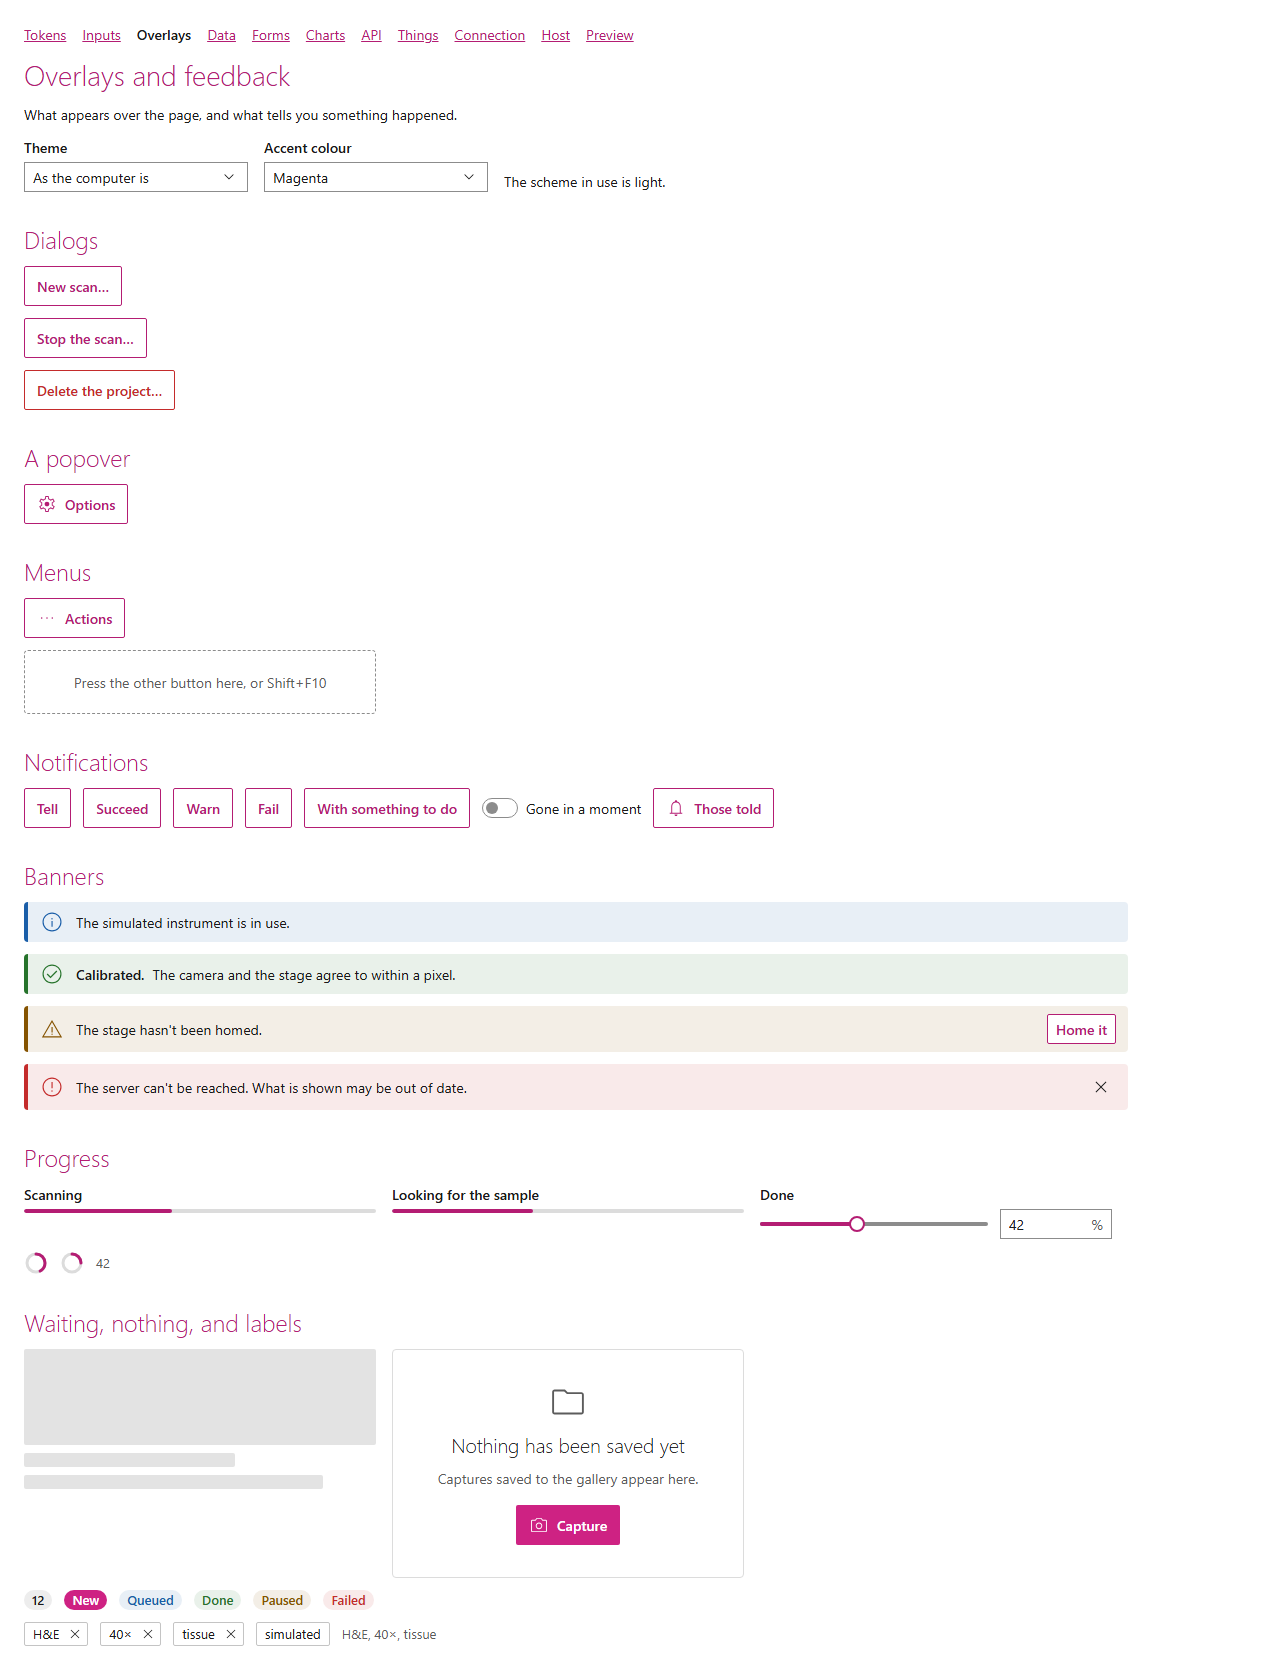 Tokens Inputs Overlays Data Forms Charts API Things Connection Host Preview
Overlays and feedback
What appears over the page, and what tells you something happened.
Theme Accent colour
As the computer is Magenta The scheme in use is light.
Dialogs
New scan...
Stop the scan...
Delete the project...
A popover
Options
Menus
Actions
Press the other button here, or Shift+F10
Notifications
Tell Succeed Warn Fail With something to do Gone in a moment Those told
Banners
The simulated instrument is in use.
Calibrated. The camera and the stage agree to within a pixel.
The stage hasn't been homed. Home it
The server can't be reached. What is shown may be out of date.
Progress
Scanning Looking for the sample Done
42 %
42
Waiting, nothing, and labels
Nothing has been saved yet
Captures saved to the gallery appear here.
Capture
12 New Queued Done Paused Failed
H&E 40× tissue simulated H&E, 40×, tissue